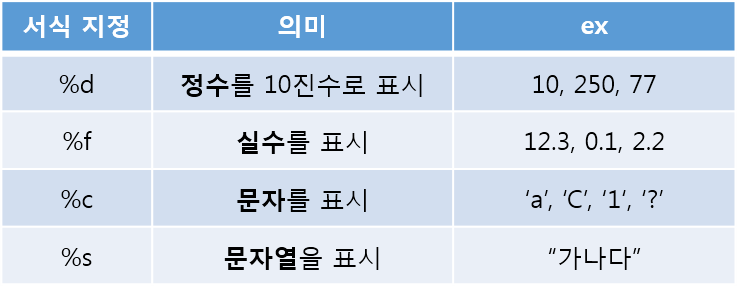 서식 지정 의미 ex
%d 정수를 10진수로 표시 10, 250, 77
%f 실수를 표시 12.3, 0.1, 2.2
%c 문자를 표시 ‘a’, ‘C’, ‘1‘, ‘?’
%s 문자열을 표시 “가나다”